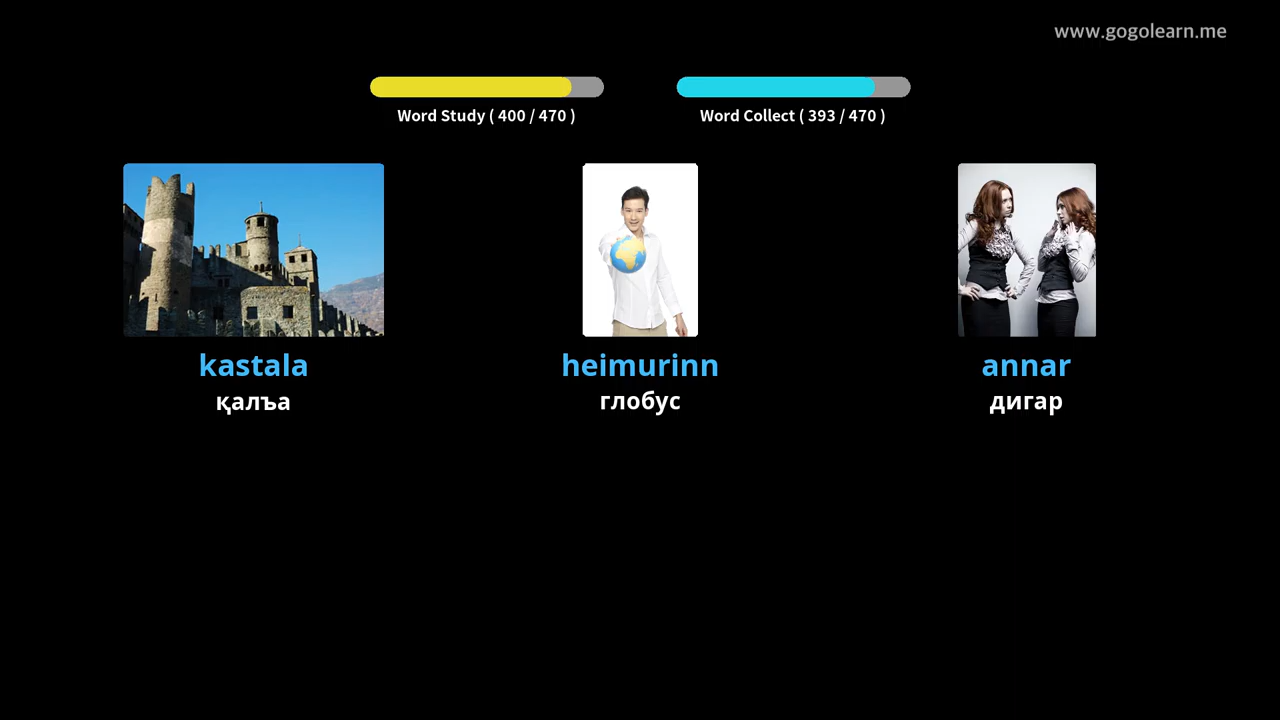 www.gogolearn.me
Word Study ( 400 / 470 )
Word Collect ( 393 / 470 )
kastala
heimurinn
annar
қалъа
глобус
дигар